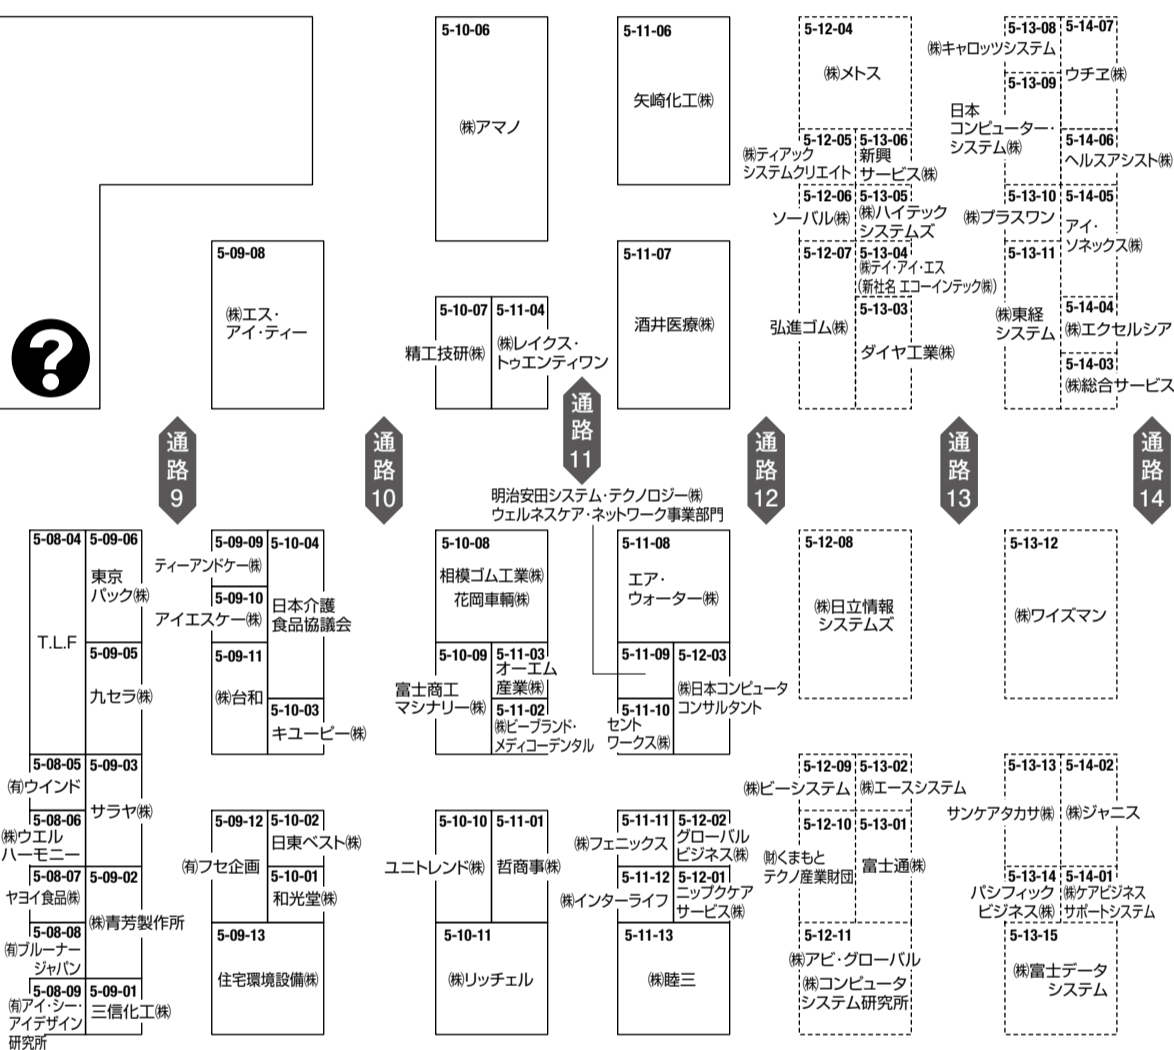 5-10-06
㈱アマノ
5-11-06
矢崎化工㈱
5-12-04
㈱メトス
5-13-08
㈱キャロッツシステム
5-14-07
ウチヱ㈱
5-13-09
日本
コンピューター・
システム㈱
5-12-05
㈱ティアック
システムクリエイト
5-13-06
新興
サービス㈱
5-14-06
ヘルスアシスト㈱
5-12-06
ソーバル㈱
5-13-05
㈱ハイテック
システムズ
5-13-10
㈱プラスワン
5-14-05
アイ・
ソネックス㈱
5-09-08
㈱エス・
アイ・ティー
5-11-07
酒井医療㈱
5-12-07
弘進ゴム㈱
5-13-04
㈱テイ・アイ・エス
(新社名 エコーインテック㈱)
5-13-11
㈱東経
システム
5-10-07
精工技研㈱
5-11-04
㈱レイクス・
トゥエンティワン
5-13-03
ダイヤ工業㈱
5-14-04
㈱エクセルシア
5-14-03
㈱総合サービス
?
通路9
通路10
通路11
通路12
通路13
通路14
明治安田システム・テクノロジー㈱
ウェルネスケア・ネットワーク事業部門
5-08-04
T.L.F
5-09-06
東京
パック㈱
5-09-09
ティーアンドケー㈱
5-10-04
日本介護
食品協議会
5-09-10
アイエスケー㈱
5-10-08
相模ゴム工業㈱
花岡車輌㈱
5-11-08
エア・
ウォーター㈱
5-12-08
㈱日立情報
システムズ
5-13-12
㈱ワイズマン
5-09-05
九セラ㈱
5-09-11
㈱台和
5-10-03
キユーピー㈱
5-10-09
富士商工
マシナリー㈱
5-11-03
オーエム
産業㈱
5-11-02
㈱ビーブランド・
メディコーデンタル
5-11-09
5-12-03
㈱日本コンピュータ
コンサルタント
5-11-10
セント
ワークス㈱
5-08-05
㈲ウインド
5-09-03
サラヤ㈱
5-12-09
㈱ビーシステム
5-13-02
㈱エースシステム
5-13-13
サンケアタカサ㈱
5-14-02
㈱ジャニス
5-08-06
㈱ウエル
ハーモニー
5-09-12
㈲フセ企画
5-10-02
日東ベスト㈱
5-10-01
和光堂㈱
5-10-10
ユニトレンド㈱
5-11-01
哲商事㈱
5-11-11
㈱フェニックス
5-12-02
グローバル
ビジネス㈱
5-11-12
㈱インターライフ
5-12-01
ニップクケア
サービス㈱
5-12-10
㈶くまもと
テクノ産業財団
5-13-01
富士通㈱
5-08-07
ヤヨイ食品㈱
5-09-02
㈱青芳製作所
5-13-14
パシフィック
ビジネス㈱
5-14-01
㈱ケアビジネス
サポートシステム
5-08-08
㈲ブルーナー
ジャパン
5-09-13
住宅環境設備㈱
5-10-11
㈱リッチェル
5-11-13
㈱睦三
5-12-11
㈱アビ・グローバル
㈱コンピュータ
システム研究所
5-13-15
㈱富士データ
システム
5-08-09
㈲アイ・シー・
アイデザイン
研究所
5-09-01
三信化工㈱